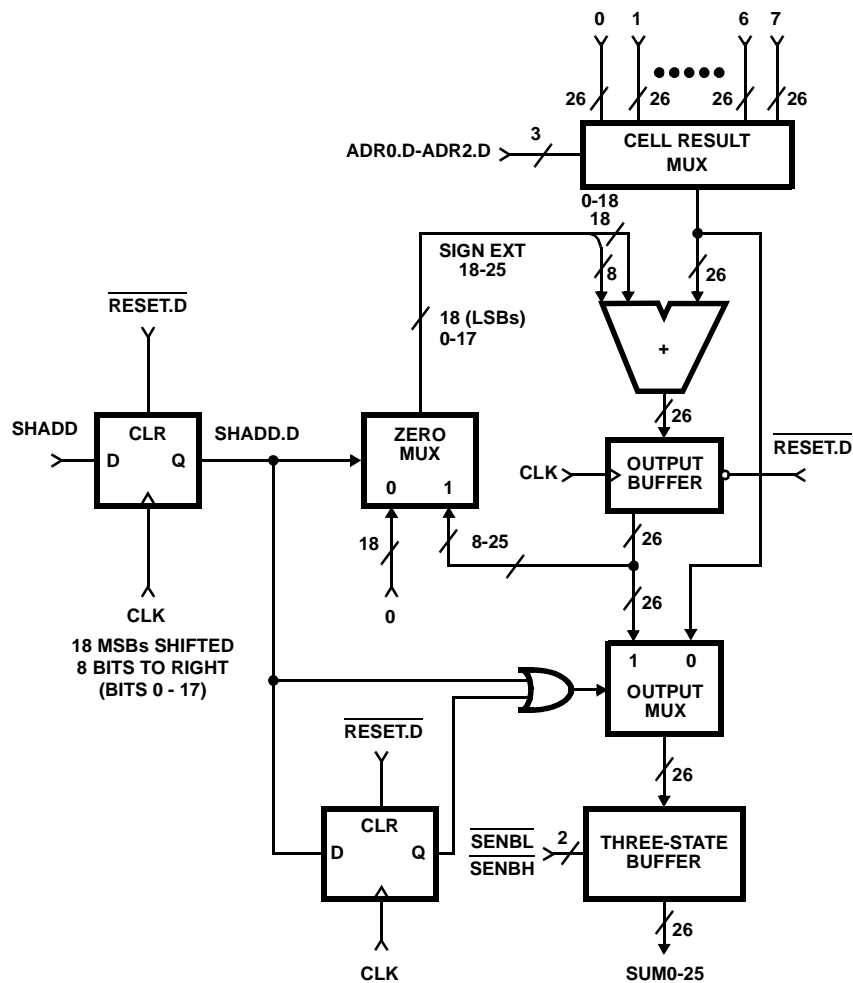 0 1 6 7
26 26 26 26
3
ADR0.D-ADR2.D
CELL RESULT
MUX
0-18
18
SIGN EXT
18-25
8
26
RESET.D
18 (LSBs)
0-17
+
26
SHADD
CLR
D Q
SHADD.D
ZERO
MUX
0 1
CLK
OUTPUT
BUFFER
RESET.D
18
8-25
26
0
26
CLK
18 MSBs SHIFTED
8 BITS TO RIGHT
(BITS 0 - 17)
1 0
OUTPUT
MUX
RESET.D
26
CLR
D Q
SENBL
SENBH
2
THREE-STATE
BUFFER
26
CLK
SUM0-25